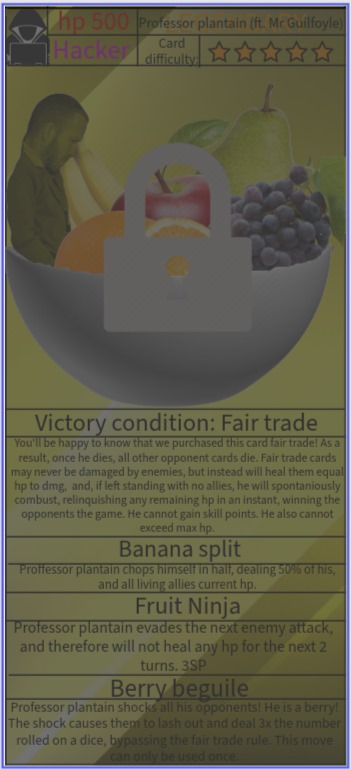 hp 500
Professor plantain (ft. Mr Guilfoyle)
Hacker
Card
difficulty:
Victory condition: Fair trade
You'll be happy to know that we purchased this card fair trade! As a
result, once he dies, all other opponent cards die. Fair trade cards
may never be damaged by enemies, but instead will heal them equal
hp to dmg, and, if left standing with no allies, he will spontaniously
combust, relinquishing any remaining hp in an instant, winning the
opponents the game. He cannot gain skill points. He also cannot
exceed max hp.
Banana split
Proffessor plantain chops himself in half, dealing 50% of his,
and all living allies current hp.
Fruit Ninja
Professor plantain evades the next enemy attack,
and therefore will not heal any hp for the next 2
turns. 3SP
Berry beguile
Professor plantain shocks all his opponents! He is a berry!
The shock causes them to lash out and deal 3x the number
rolled on a dice, bypassing the fair trade rule. This move
can only be used once.